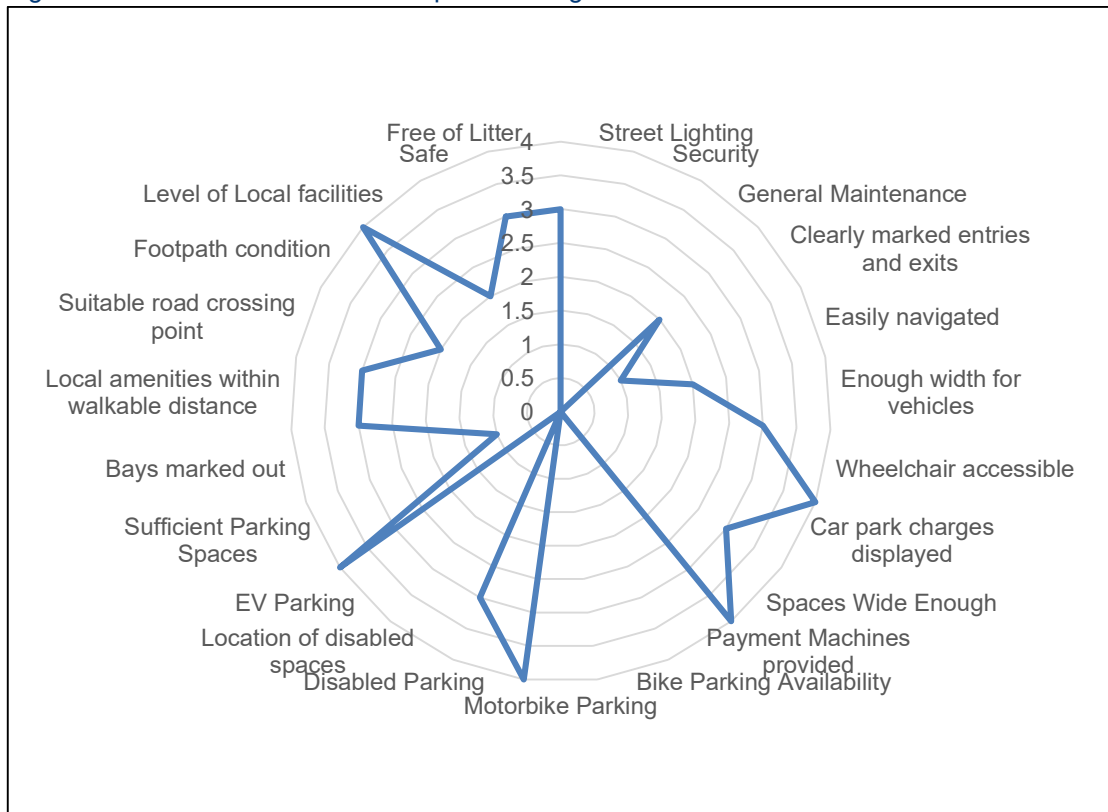 Free of Litter
Safe
Level of Local facilities
Footpath condition
Suitable road crossing
point
Local amenities within
walkable distance
Bays marked out
Sufficient Parking
Spaces
EV Parking
Location of disabled
spaces
Disabled Parking
Motorbike Parking
Bike Parking Availability
Payment Machines
provided
Spaces Wide Enough
Car park charges
displayed
Wheelchair accessible
Enough width for
vehicles
Easily navigated
Clearly marked entries
and exits
General Maintenance
Security
Street Lighting
4
3.5
3
2.5
2
1.5
1
0.5
0